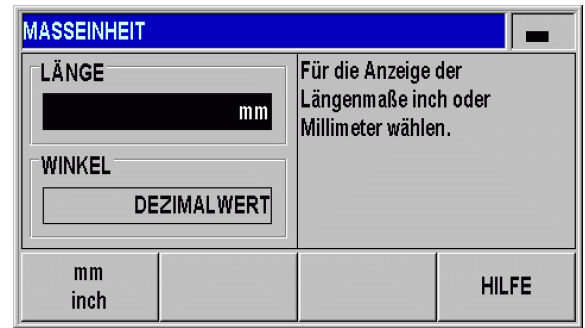 MASSEINHEIT
LÄNGE
mm
WINKEL
DEZIMALWERT
Für die Anzeige der
Längenmaße inch oder
Millimeter wählen.
mm
inch
HILFE